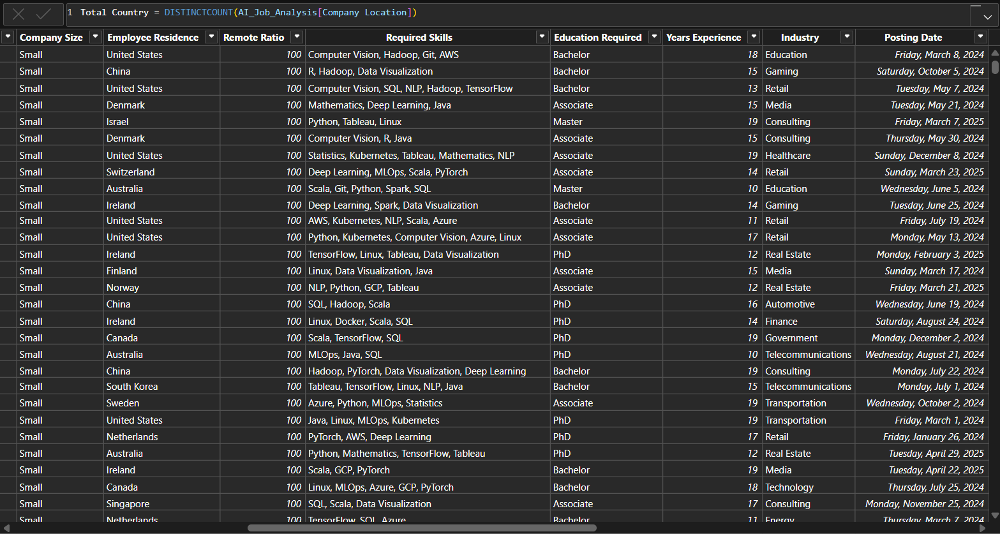 1 Total Country = DISTINCTCOUNT(AI_Job_Analysis[Company Location])
Company Size Employee Residence Remote Ratio Required Skills Education Required Years Experience Industry Posting Date
Small United States 100 Computer Vision, Hadoop, Git, AWS Bachelor 18 Education Friday, March 8, 2024
Small China 100 R, Hadoop, Data Visualization Bachelor 15 Gaming Saturday, October 5, 2024
Small United States 100 Computer Vision, SQL, NLP, Hadoop, TensorFlow Bachelor 13 Retail Tuesday, May 7, 2024
Small Denmark 100 Mathematics, Deep Learning, Java Associate 15 Media Tuesday, May 21, 2024
Small Israel 100 Python, Tableau, Linux Master 19 Consulting Friday, March 7, 2025
Small Denmark 100 Computer Vision, R, Java Associate 15 Consulting Thursday, May 30, 2024
Small United States 100 Statistics, Kubernetes, Tableau, Mathematics, NLP Associate 19 Healthcare Sunday, December 8, 2024
Small Switzerland 100 Deep Learning, MLOps, Scala, PyTorch Associate 14 Retail Sunday, March 23, 2025
Small Australia 100 Scala, Git, Python, Spark, SQL Master 10 Education Wednesday, June 5, 2024
Small Ireland 100 Deep Learning, Spark, Data Visualization Bachelor 14 Gaming Tuesday, June 25, 2024
Small United States 100 AWS, Kubernetes, NLP, Scala, Azure Associate 11 Retail Friday, July 19, 2024
Small United States 100 Python, Kubernetes, Computer Vision, Azure, Linux Associate 17 Retail Monday, May 13, 2024
Small Ireland 100 TensorFlow, Linux, Tableau, Data Visualization PhD 12 Real Estate Monday, February 3, 2025
Small Finland 100 Linux, Data Visualization, Java Associate 15 Media Sunday, March 17, 2024
Small Norway 100 NLP, Python, GCP, Tableau Associate 12 Real Estate Friday, March 21, 2025
Small China 100 SQL, Hadoop, Scala PhD 16 Automotive Wednesday, June 19, 2024
Small Ireland 100 Linux, Docker, Scala, SQL PhD 14 Finance Saturday, August 24, 2024
Small Canada 100 Scala, TensorFlow, SQL PhD 19 Government Monday, December 2, 2024
Small Australia 100 MLOps, Java, SQL PhD 10 Telecommunications Wednesday, August 21, 2024
Small China 100 Hadoop, PyTorch, Data Visualization, Deep Learning Bachelor 19 Consulting Monday, July 22, 2024
Small South Korea 100 Tableau, TensorFlow, Linux, NLP, Java Bachelor 15 Telecommunications Monday, July 1, 2024
Small Sweden 100 Azure, Python, MLOps, Statistics Associate 19 Transportation Wednesday, October 2, 2024
Small United States 100 Java, Linux, MLOps, Kubernetes PhD 19 Transportation Friday, March 1, 2024
Small Netherlands 100 PyTorch, AWS, Deep Learning PhD 17 Retail Friday, January 26, 2024
Small Australia 100 Python, Mathematics, TensorFlow, Tableau PhD 12 Real Estate Tuesday, April 29, 2025
Small Ireland 100 Scala, GCP, PyTorch Bachelor 19 Media Tuesday, April 22, 2025
Small Canada 100 Linux, MLOps, Azure, GCP, PyTorch Bachelor 18 Technology Thursday, July 25, 2024
Small Singapore 100 SQL, Scala, Data Visualization Associate 17 Consulting Monday, November 25, 2024
Small Netherlands 100 TensorFlow, SQL, Azure Bachelor 11 Energy Thursday, March 7, 2024